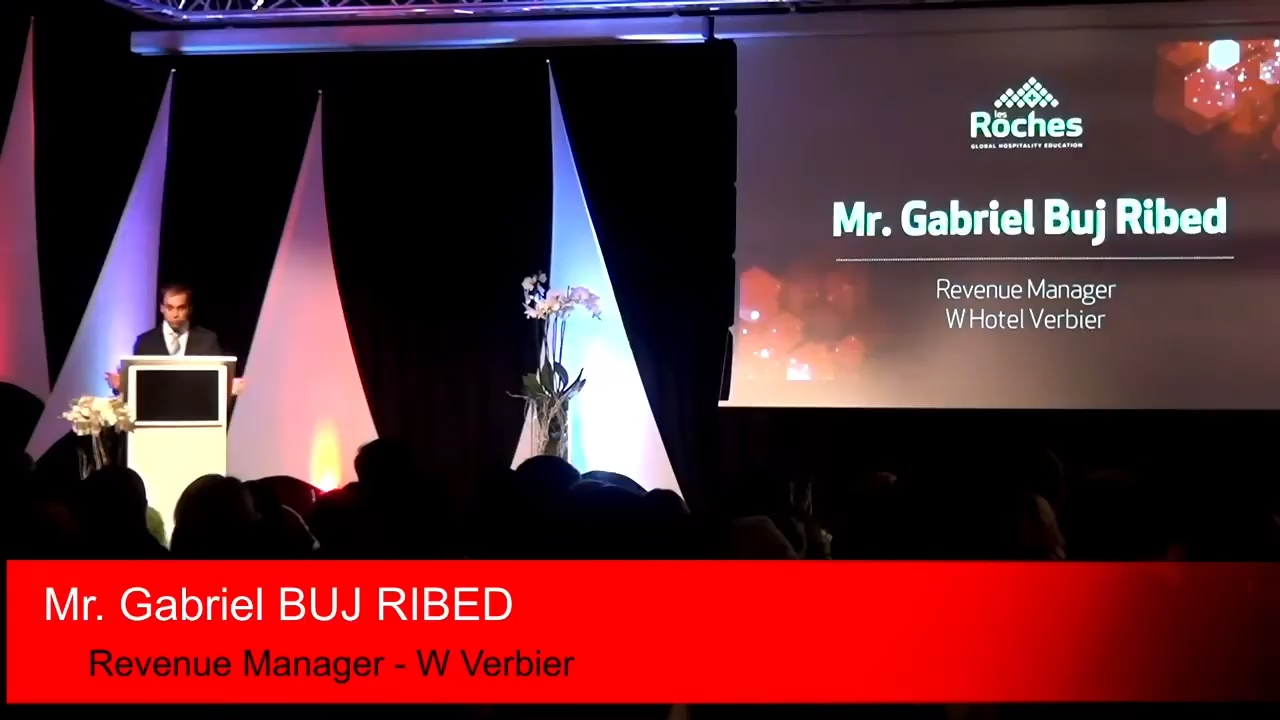 les
Roches
GLOBAL HOSPITALITY EDUCATION
Mr. Gabriel Buj Ribed
Revenue Manager
W Hotel Verbier
Mr. Gabriel BUJ RIBED
Revenue Manager - W Verbier